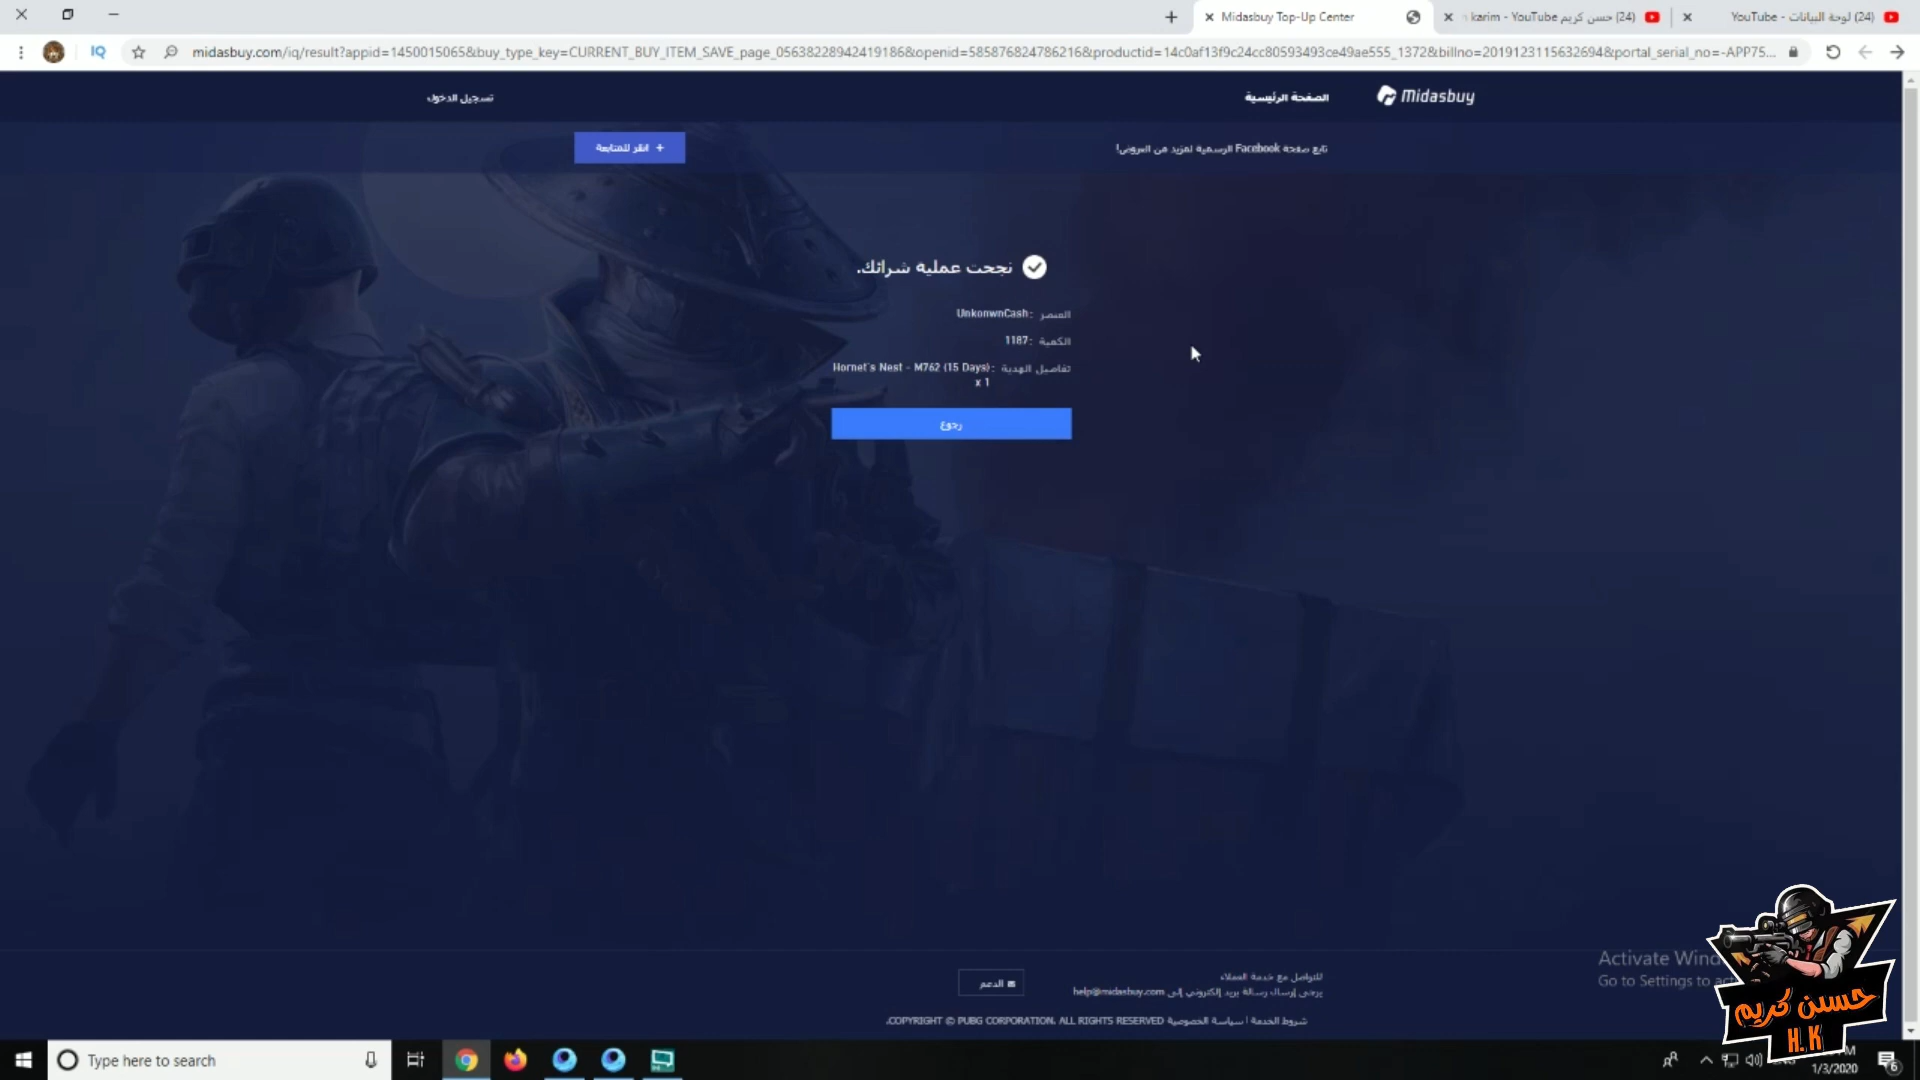 YouTube - لوحة البيانات (24)
karim - YouTube حسن كريم (24)
Midasbuy Top-Up Center
midasbuy.com/iq/result?appid=1450015065&buy_type_key=CURRENT_BUY_ITEM_SAVE_page_05638228942419186&openid=585876824786216&productid=14c0af13f9c24cc80593493ce49ae555_1372&billno=2019123115632694&portal_serial_no=-APP75...
IQ
Midasbuy
الصفحة الرئيسية
تسجيل الدخول
تابع صفحة Facebook الرسمية لمزيد من العروض!
+ انقر للمتابعة
نجحت عملية شرائك.
العنصر :UnkonwnCash
الكمية :1187
تفاصيل الهدية :Hornet's Nest - M762 (15 Days)
x 1
رجوع
للتواصل مع خدمة العملاء
يرجى إرسال رسالة بريد إلكتروني إلى help@midasbuy.com
الدعم
شروط الخدمة | سياسة الخصوصية COPYRIGHT © PUBG CORPORATION. ALL RIGHTS RESERVED.
Activate Wind
Go to Settings to
حسن كريم
H.K
Type here to search
1/3/2020
6